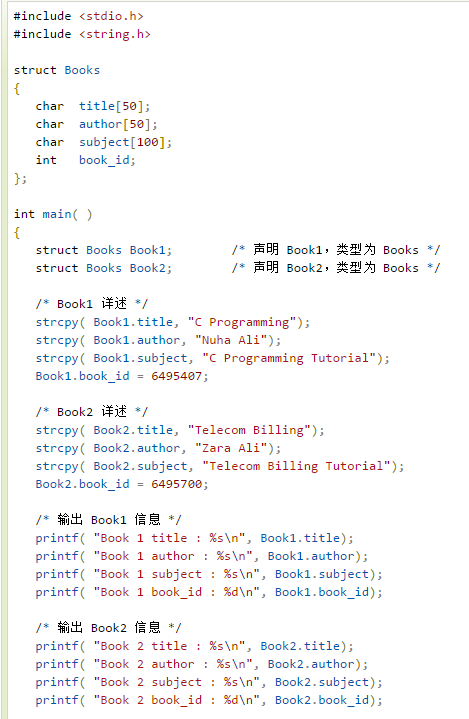 #include <stdio.h>
#include <string.h>

struct Books
{
   char  title[50];
   char  author[50];
   char  subject[100];
   int   book_id;
};

int main( )
{
   struct Books Book1;        /* 声明 Book1，类型为 Books */
   struct Books Book2;        /* 声明 Book2，类型为 Books */

   /* Book1 详述 */
   strcpy( Book1.title, "C Programming");
   strcpy( Book1.author, "Nuha Ali");
   strcpy( Book1.subject, "C Programming Tutorial");
   Book1.book_id = 6495407;

   /* Book2 详述 */
   strcpy( Book2.title, "Telecom Billing");
   strcpy( Book2.author, "Zara Ali");
   strcpy( Book2.subject, "Telecom Billing Tutorial");
   Book2.book_id = 6495700;

   /* 输出 Book1 信息 */
   printf( "Book 1 title : %s\n", Book1.title);
   printf( "Book 1 author : %s\n", Book1.author);
   printf( "Book 1 subject : %s\n", Book1.subject);
   printf( "Book 1 book_id : %d\n", Book1.book_id);

   /* 输出 Book2 信息 */
   printf( "Book 2 title : %s\n", Book2.title);
   printf( "Book 2 author : %s\n", Book2.author);
   printf( "Book 2 subject : %s\n", Book2.subject);
   printf( "Book 2 book_id : %d\n", Book2.book_id);